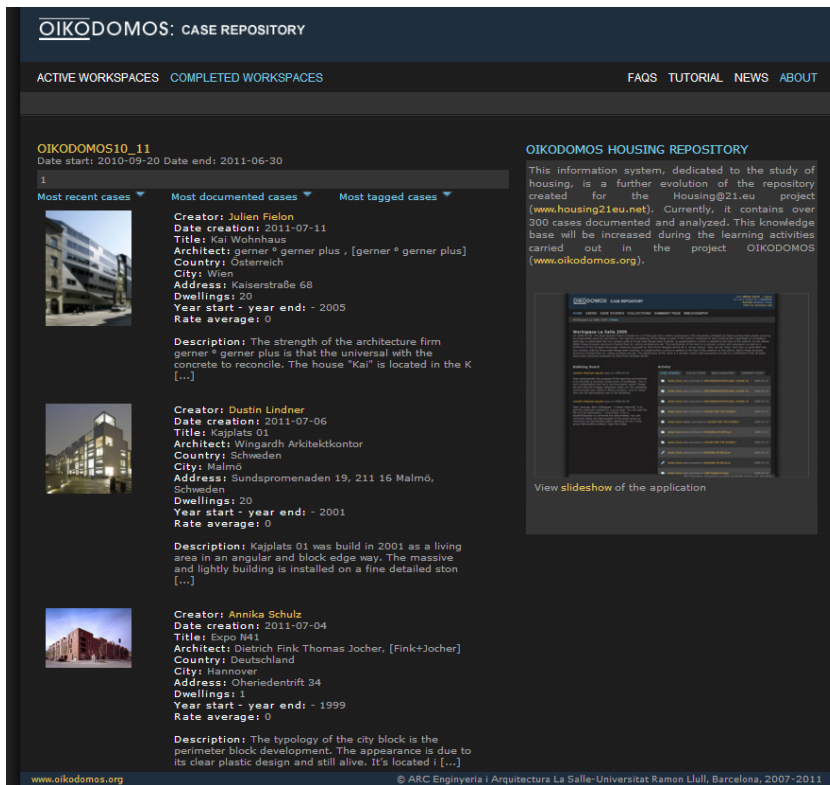 OIKODOMOS: CASE REPOSITORY
ACTIVE WORKSPACES COMPLETED WORKSPACES
FAQS TUTORIAL NEWS ABOUT
OIKODOMOS10_11
Date start: 2010-09-20 Date end: 2011-06-30
1
Most recent cases Most documented cases Most tagged cases
Creator: Julien Fielon
Date creation: 2011-07-11
Title: Kai Wohnhaus
Architect: gerner ° gerner plus , [gerner ° gerner plus]
Country: Österreich
City: Wien
Address: Kaiserstraße 68
Dwellings: 20
Year start - year end: - 2005
Rate average: 0
Description: The strength of the architecture firm
gerner ° gerner plus is that the universal with the
concrete to reconcile. The house "Kai" is located in the K
[...]
Creator: Dustin Lindner
Date creation: 2011-07-06
Title: Kajplats 01
Architect: Wingardh Arkitektkontor
Country: Schweden
City: Malmö
Address: Sundspromenaden 19, 211 16 Malmö,
Schweden
Dwellings: 20
Year start - year end: - 2001
Rate average: 0
Description: Kajplats 01 was build in 2001 as a living
area in an angular and block edge way. The massive
and lightly building is installed on a fine detailed ston
[...]
Creator: Annika Schulz
Date creation: 2011-07-04
Title: Expo N41
Architect: Dietrich Fink Thomas Jocher, [Fink+Jocher]
Country: Deutschland
City: Hannover
Address: Oheriedentrift 34
Dwellings: 1
Year start - year end: - 1999
Rate average: 0
Description: The typology of the city block is the
perimeter block development. The appearance is due to
its clear plastic design and still alive. It's located i [...]
OIKODOMOS HOUSING REPOSITORY
This information system, dedicated to the study of
housing, is a further evolution of the repository
created for the Housing@21.eu project
(www.housing21eu.net). Currently, it contains over
300 cases documented and analyzed. This knowledge
base will be increased during the learning activities
carried out in the project OIKODOMOS
(www.oikodomos.org).
OIKODOMOS: CASE REPOSITORY
Workspace La Salle 2009
View slideshow of the application
www.oikodomos.org
© ARC Enginyeria i Arquitectura La Salle-Universitat Ramon Llull, Barcelona, 2007-2011